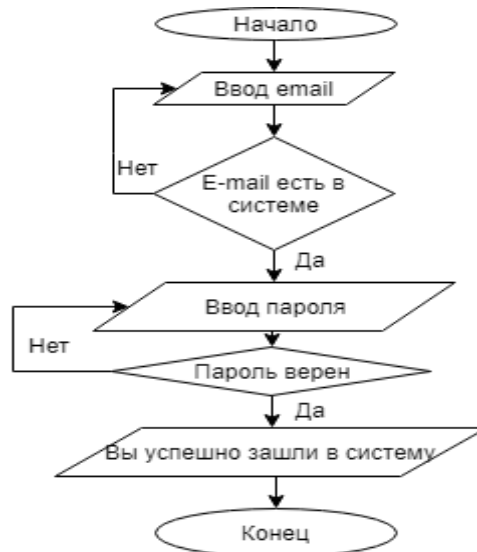 Начало
Ввод email
Нет
E-mail есть в
системе
Да
Ввод пароля
Нет
Пароль верен
Да
Вы успешно зашли в систему
Конец